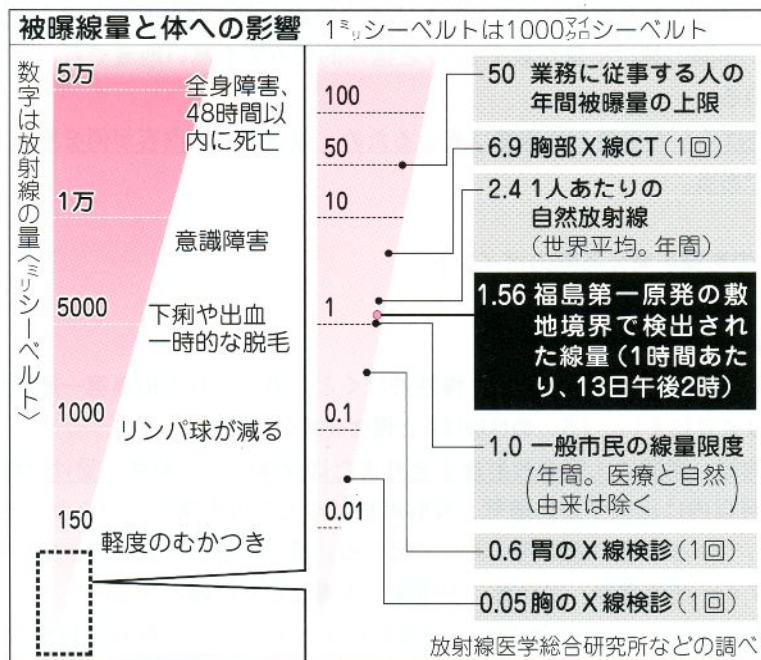 被曝線量と体への影響 1ミリシーベルトは1000マイクロシーベルト
数字は放射線の量〈ミリシーベルト〉
5万
全身障害、
48時間以
内に死亡
1万
意識障害
5000
下痢や出血
一時的な脱毛
1000
リンパ球が減る
150
軽度のむかつき
100
50
10
1
0.1
0.01
50 業務に従事する人の
年間被曝量の上限
6.9 胸部X線CT(1回)
2.4 1人あたりの
自然放射線
(世界平均。年間)
1.56 福島第一原発の敷
地境界で検出され
た線量(1時間あた
り、13日午後2時)
1.0 一般市民の線量限度
(年間。医療と自然
由来は除く)
0.6 胃のX線検診(1回)
0.05 胸のX線検診(1回)
放射線医学総合研究所などの調べ